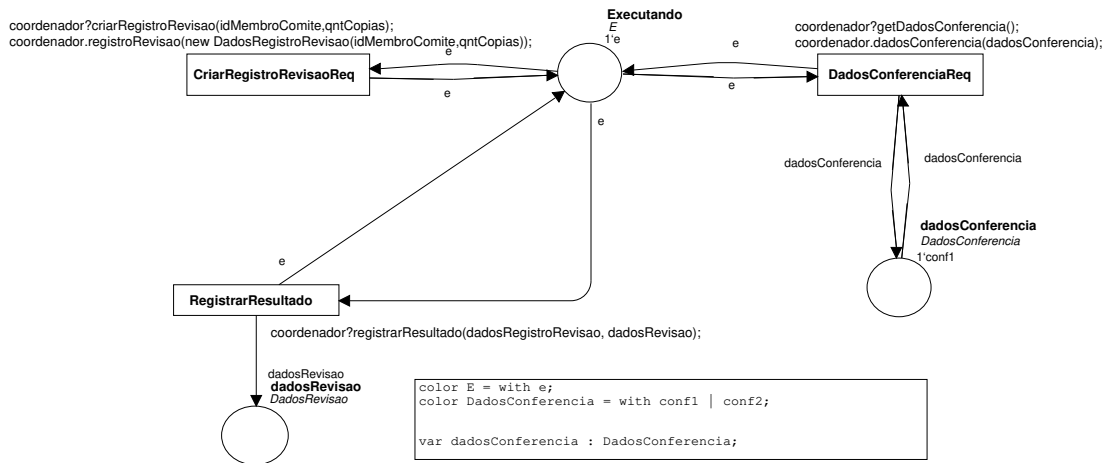 coordenador?criarRegistroRevisao(idMembroComite,qntCopias);
coordenador.registroRevisao(new DadosRegistroRevisao(idMembroComite,qntCopias));
e
CriarRegistroRevisaoReq
e
Executando
E
1'e
e
e
e
coordenador?getDadosConferencia();
coordenador.dadosConferencia(dadosConferencia);
DadosConferenciaReq
dadosConferencia
dadosConferencia
dadosConferencia
DadosConferencia
1'conf1
e
RegistrarResultado
coordenador?registrarResultado(dadosRegistroRevisao, dadosRevisao);
dadosRevisao
dadosRevisao
DadosRevisao
color E = with e;
color DadosConferencia = with conf1 | conf2;
var dadosConferencia : DadosConferencia;